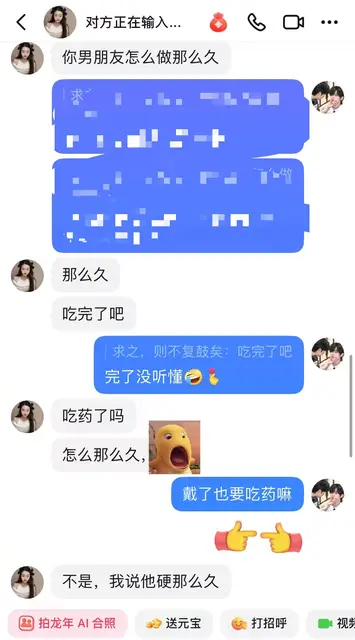 对方正在输入...
你男朋友怎么做那么久
那么久
吃完了吧
求之，则不复鼓矣：吃完了吧
完了没听懂
吃药了吗
怎么那么久,
戴了也要吃药嘛
不是，我说他硬那么久
拍龙年 AI 合照
送元宝
打招呼
视频